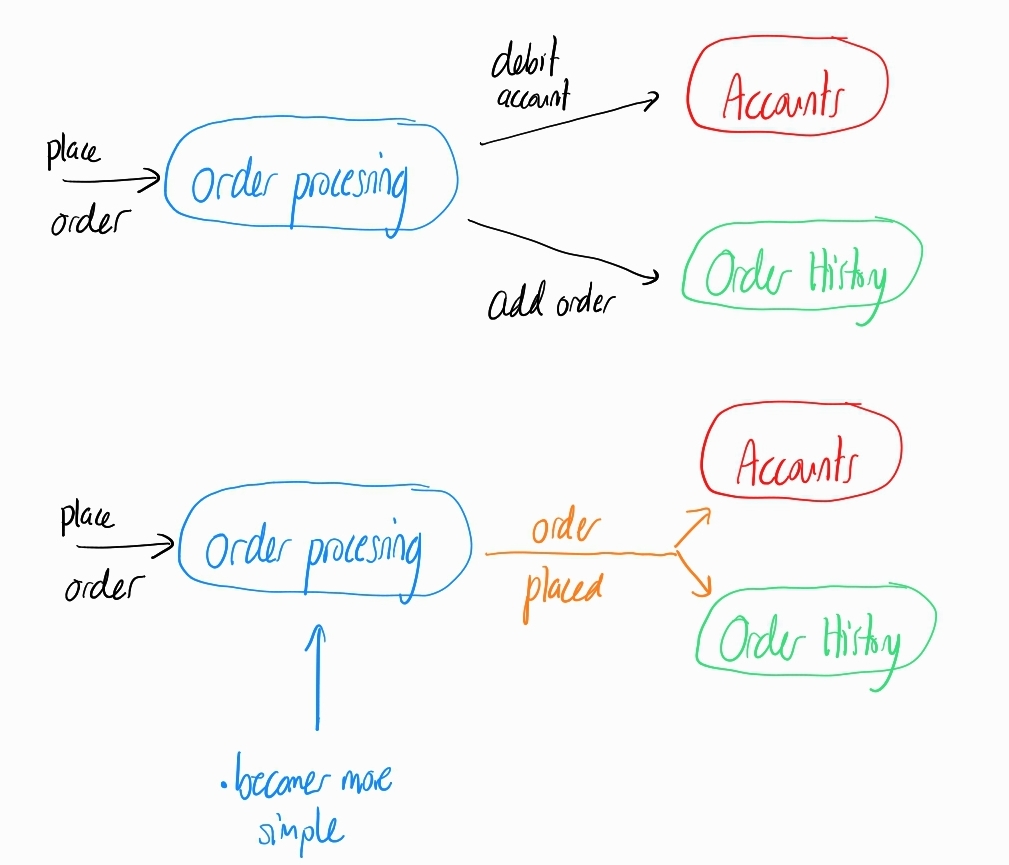 debit
account
Accounts
place
order
Order processing
Order History
add order
Accounts
place
order
Order processing
order
placed
Order History
.becomes more
simple